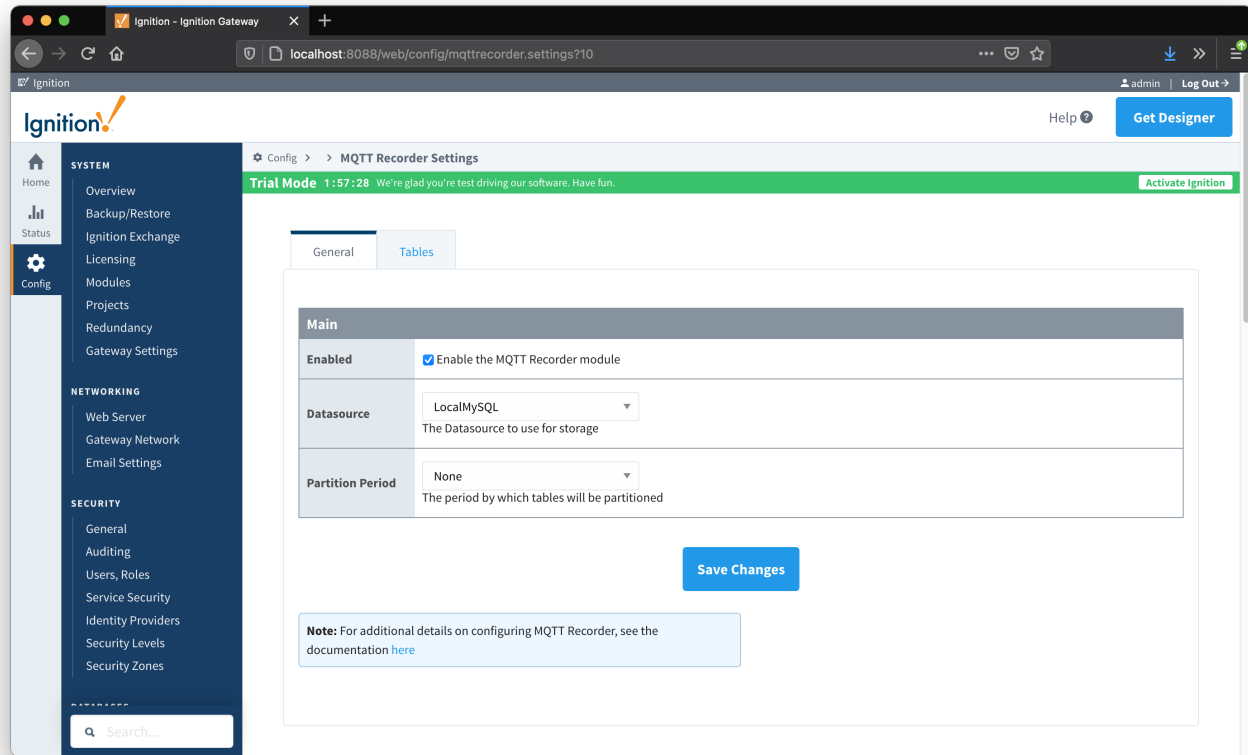 Ignition - Ignition Gateway
localhost:8088/web/config/mqttrecorder.settings?10
Ignition
admin | Log Out
Ignition!
Help
Get Designer
Home
Status
Config
SYSTEM
Overview
Backup/Restore
Ignition Exchange
Licensing
Modules
Projects
Redundancy
Gateway Settings
NETWORKING
Web Server
Gateway Network
Email Settings
SECURITY
General
Auditing
Users, Roles
Service Security
Identity Providers
Security Levels
Security Zones
DATABASES
Search...
Config > > MQTT Recorder Settings
Trial Mode 1:57:28 We're glad you're test driving our software. Have fun.
Activate Ignition
General
Tables
Main
Enabled
Enable the MQTT Recorder module
Datasource
LocalMySQL
The Datasource to use for storage
Partition Period
None
The period by which tables will be partitioned
Save Changes
Note: For additional details on configuring MQTT Recorder, see the
documentation here